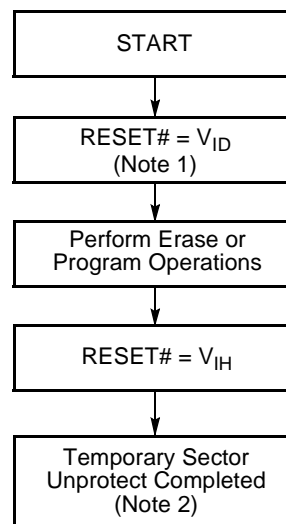 START
RESET# = VID
(Note 1)
Perform Erase or
Program Operations
RESET# = VIH
Temporary Sector
Unprotect Completed
(Note 2)